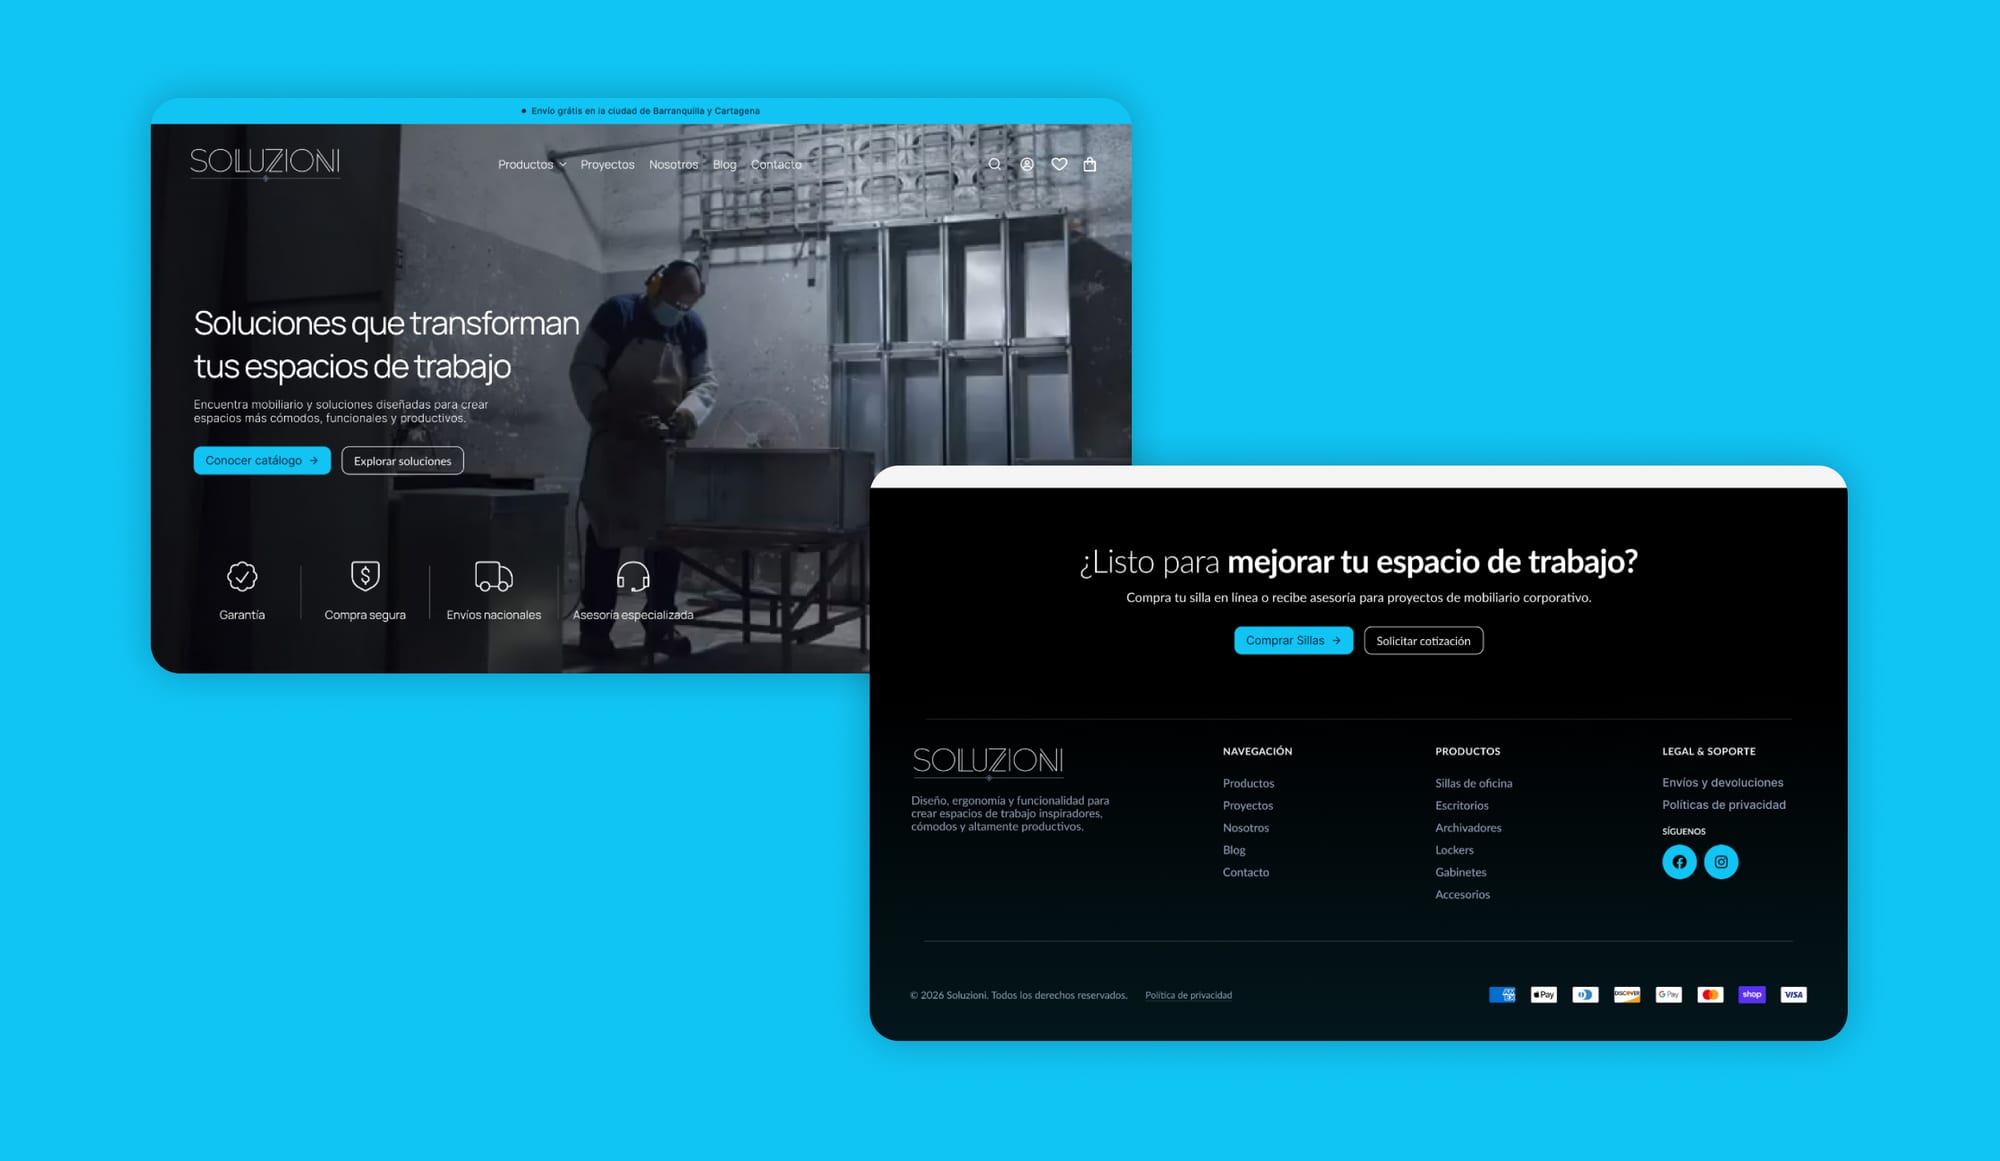 Envío grátis en la ciudad de Barranquilla y Cartagena
SOLUZIONI
Productos Proyectos Nosotros Blog Contacto
Soluciones que transforman
tus espacios de trabajo
Encuentra mobiliario y soluciones diseñadas para crear
espacios más cómodos, funcionales y productivos.
Conocer catálogo → Explorar soluciones
Garantía Compra segura Envíos nacionales Asesoría especializada
¿Listo para mejorar tu espacio de trabajo?
Compra tu silla en línea o recibe asesoría para proyectos de mobiliario corporativo.
Comprar Sillas → Solicitar cotización
SOLUZIONI
Diseño, ergonomía y funcionalidad para
crear espacios de trabajo inspiradores,
cómodos y altamente productivos.
NAVEGACIÓN
Productos
Proyectos
Nosotros
Blog
Contacto
PRODUCTOS
Sillas de oficina
Escritorios
Archivadores
Lockers
Gabinetes
Accesorios
LEGAL & SOPORTE
Envíos y devoluciones
Políticas de privacidad
SÍGUENOS
© 2026 Soluzioni. Todos los derechos reservados. Política de privacidad
AMEX Pay DISCOVER G Pay shop VISA